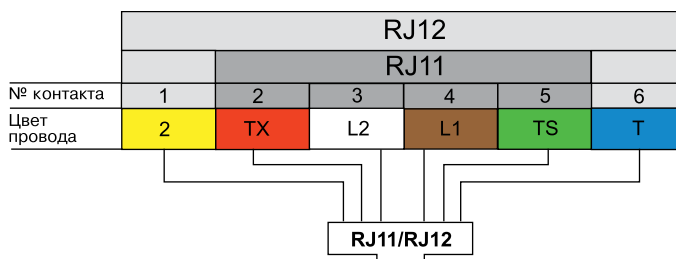 RJ12
RJ11
№ контакта 1 2 3 4 5 6
Цвет
провода 2 TX L2 L1 TS T
RJ11/RJ12